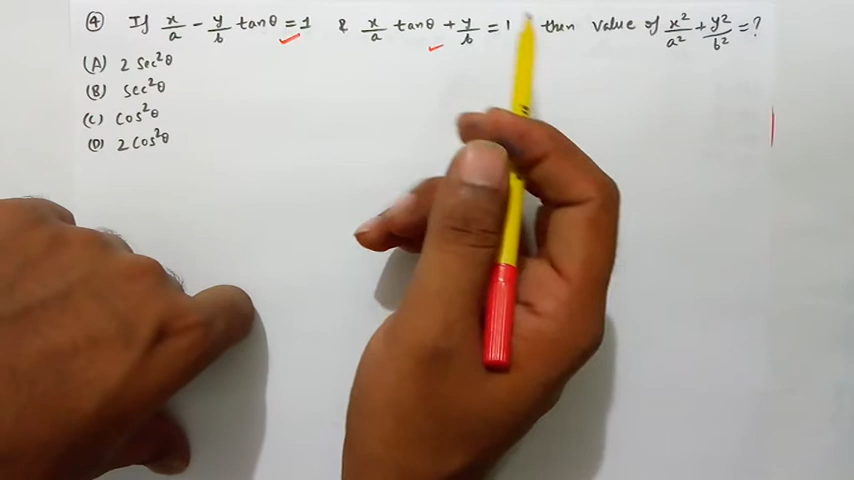 ④ If x/a - y/b tanθ = 1 & x/a tanθ + y/b = 1 then value of x²/a² + y²/b² = ?
(A) 2 sec²θ
(B) sec²θ
(C) cos²θ
(D) 2 cos²θ